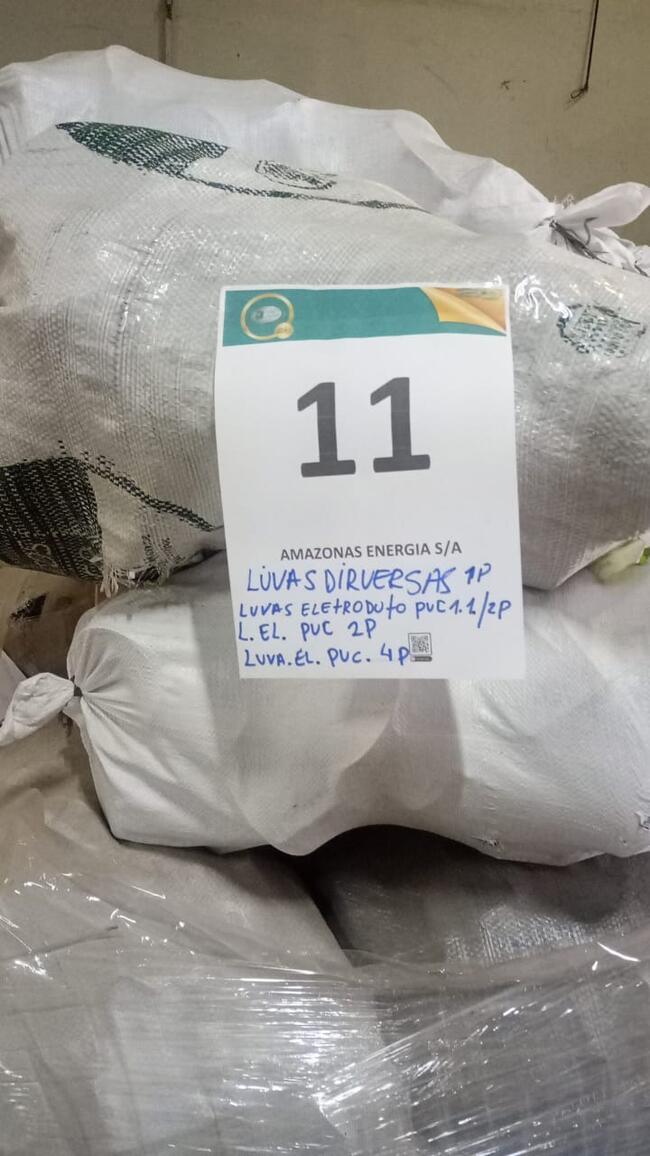 11
AMAZONAS ENERGIA S/A
LUVAS DIRVERSAS 1P
LUVAS ELETRODUTO PVC 1.1/2P
L. EL. PVC 2P
LUVA. EL. PVC. 4P